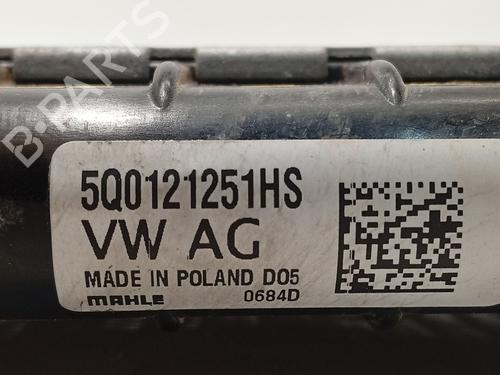 B-PARTS
5Q0121251HS
VW AG
MADE IN POLAND D05
MAHLE 0684D